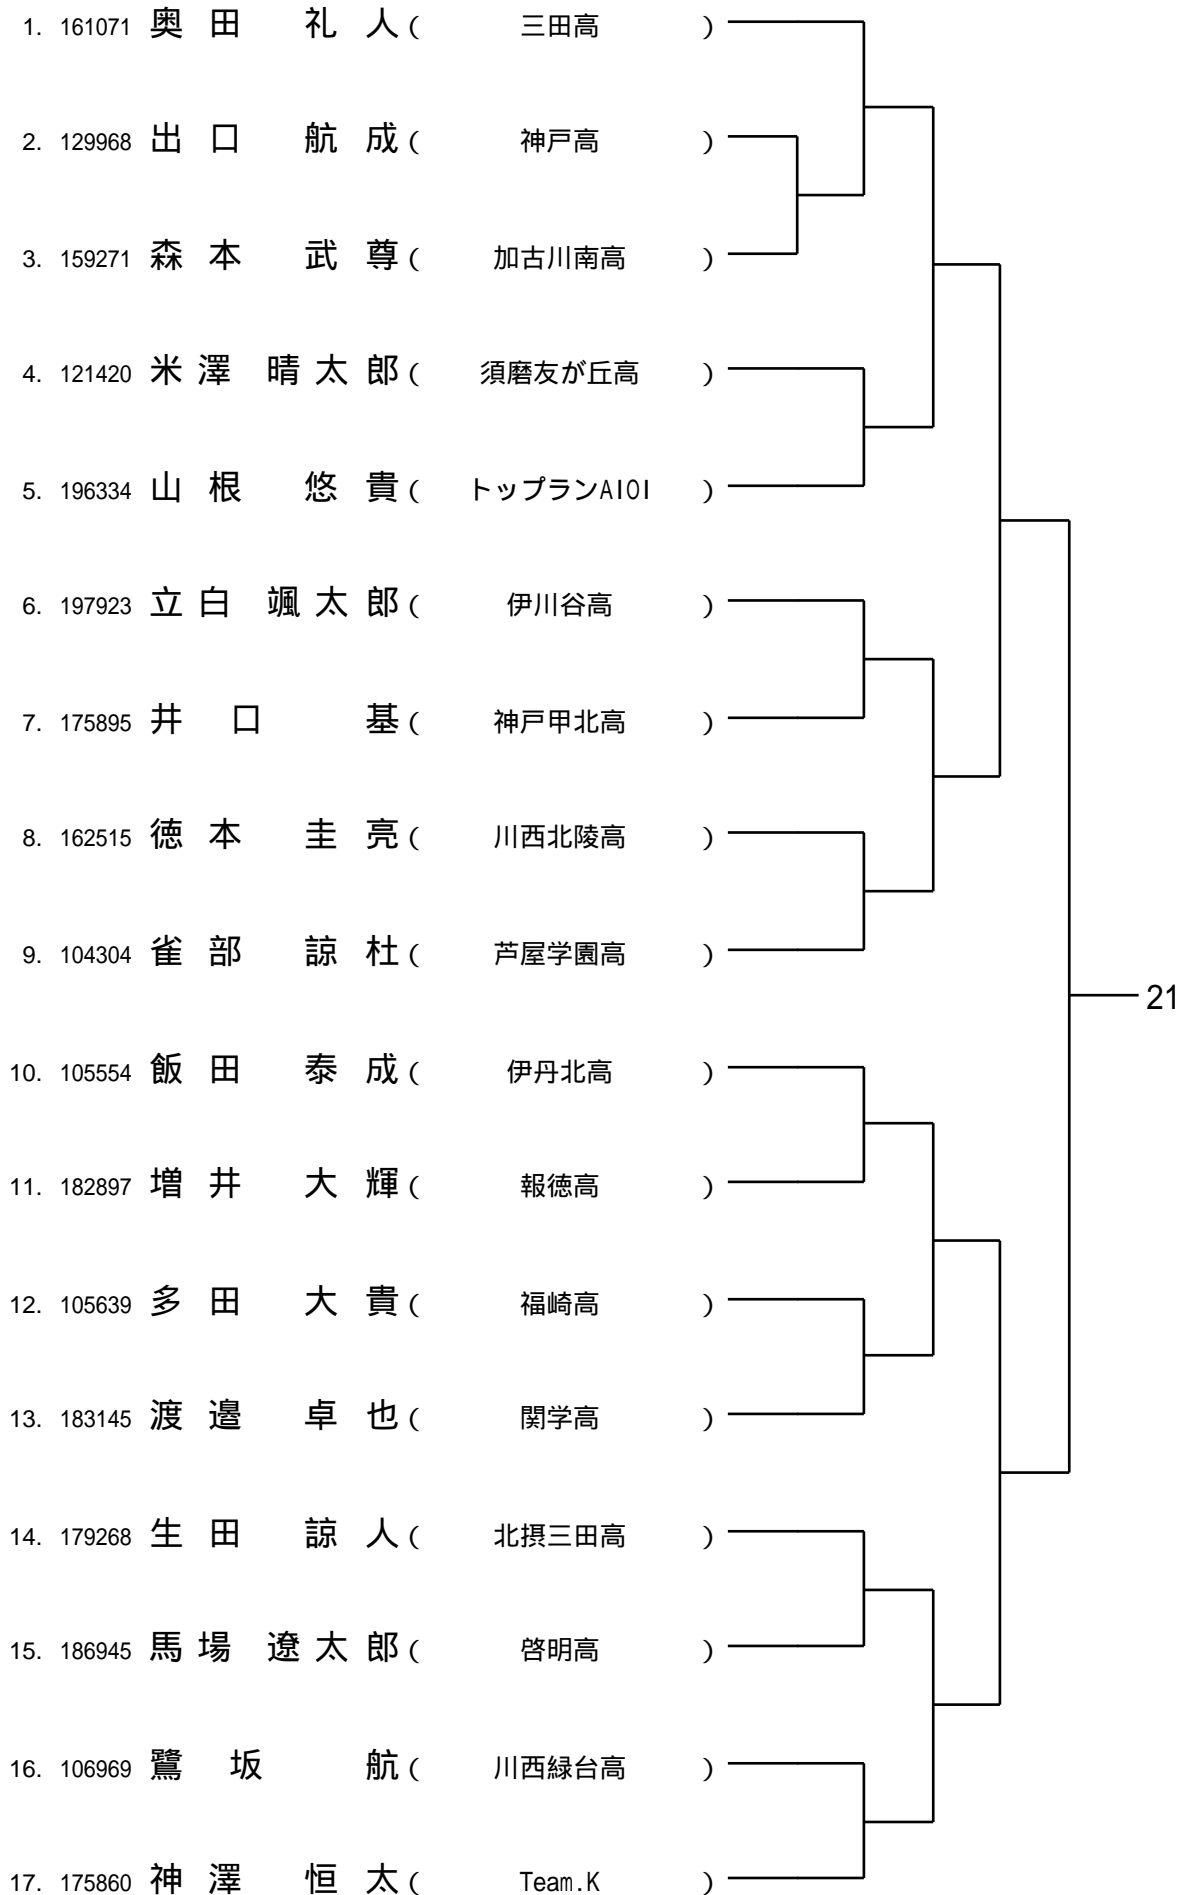 1. 161071 奥田 礼人 ( 三田高 )
2. 129968 出口 航成 ( 神戸高 )
3. 159271 森本 武尊 ( 加古川南高 )
4. 121420 米澤 晴太郎 ( 須磨友が丘高 )
5. 196334 山根 悠貴 ( トップランAIOI )
6. 197923 立白 颯太郎 ( 伊川谷高 )
7. 175895 井口 基 ( 神戸甲北高 )
8. 162515 徳本 圭亮 ( 川西北陵高 )
9. 104304 雀部 諒杜 ( 芦屋学園高 )
21
10. 105554 飯田 泰成 ( 伊丹北高 )
11. 182897 増井 大輝 ( 報徳高 )
12. 105639 多田 大貴 ( 福崎高 )
13. 183145 渡邉 卓也 ( 関学高 )
14. 179268 生田 諒人 ( 北摂三田高 )
15. 186945 馬場 遼太郎 ( 啓明高 )
16. 106969 鷺坂 航 ( 川西緑台高 )
17. 175860 神澤 恒太 ( Team.K )